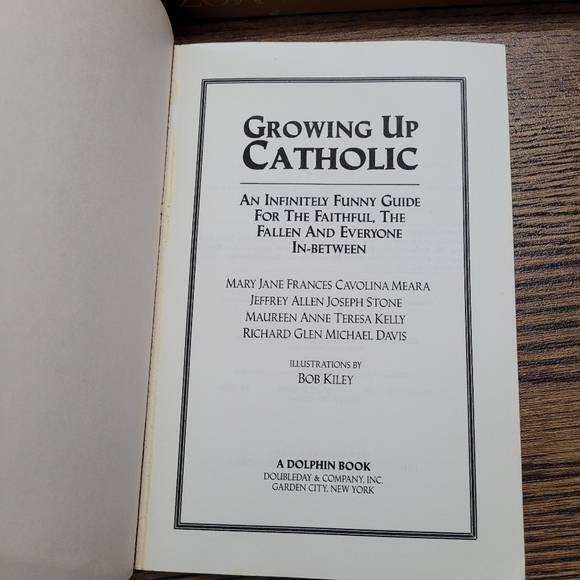 Growing Up
Catholic
An Infinitely Funny Guide
For The Faithful, The
Fallen And Everyone
In-between
Mary Jane Frances Cavolina Meara
Jeffrey Allen Joseph Stone
Maureen Anne Teresa Kelly
Richard Glen Michael Davis
Illustrations by
Bob Kiley
A Dolphin Book
Doubleday & Company, Inc.
Garden City, New York